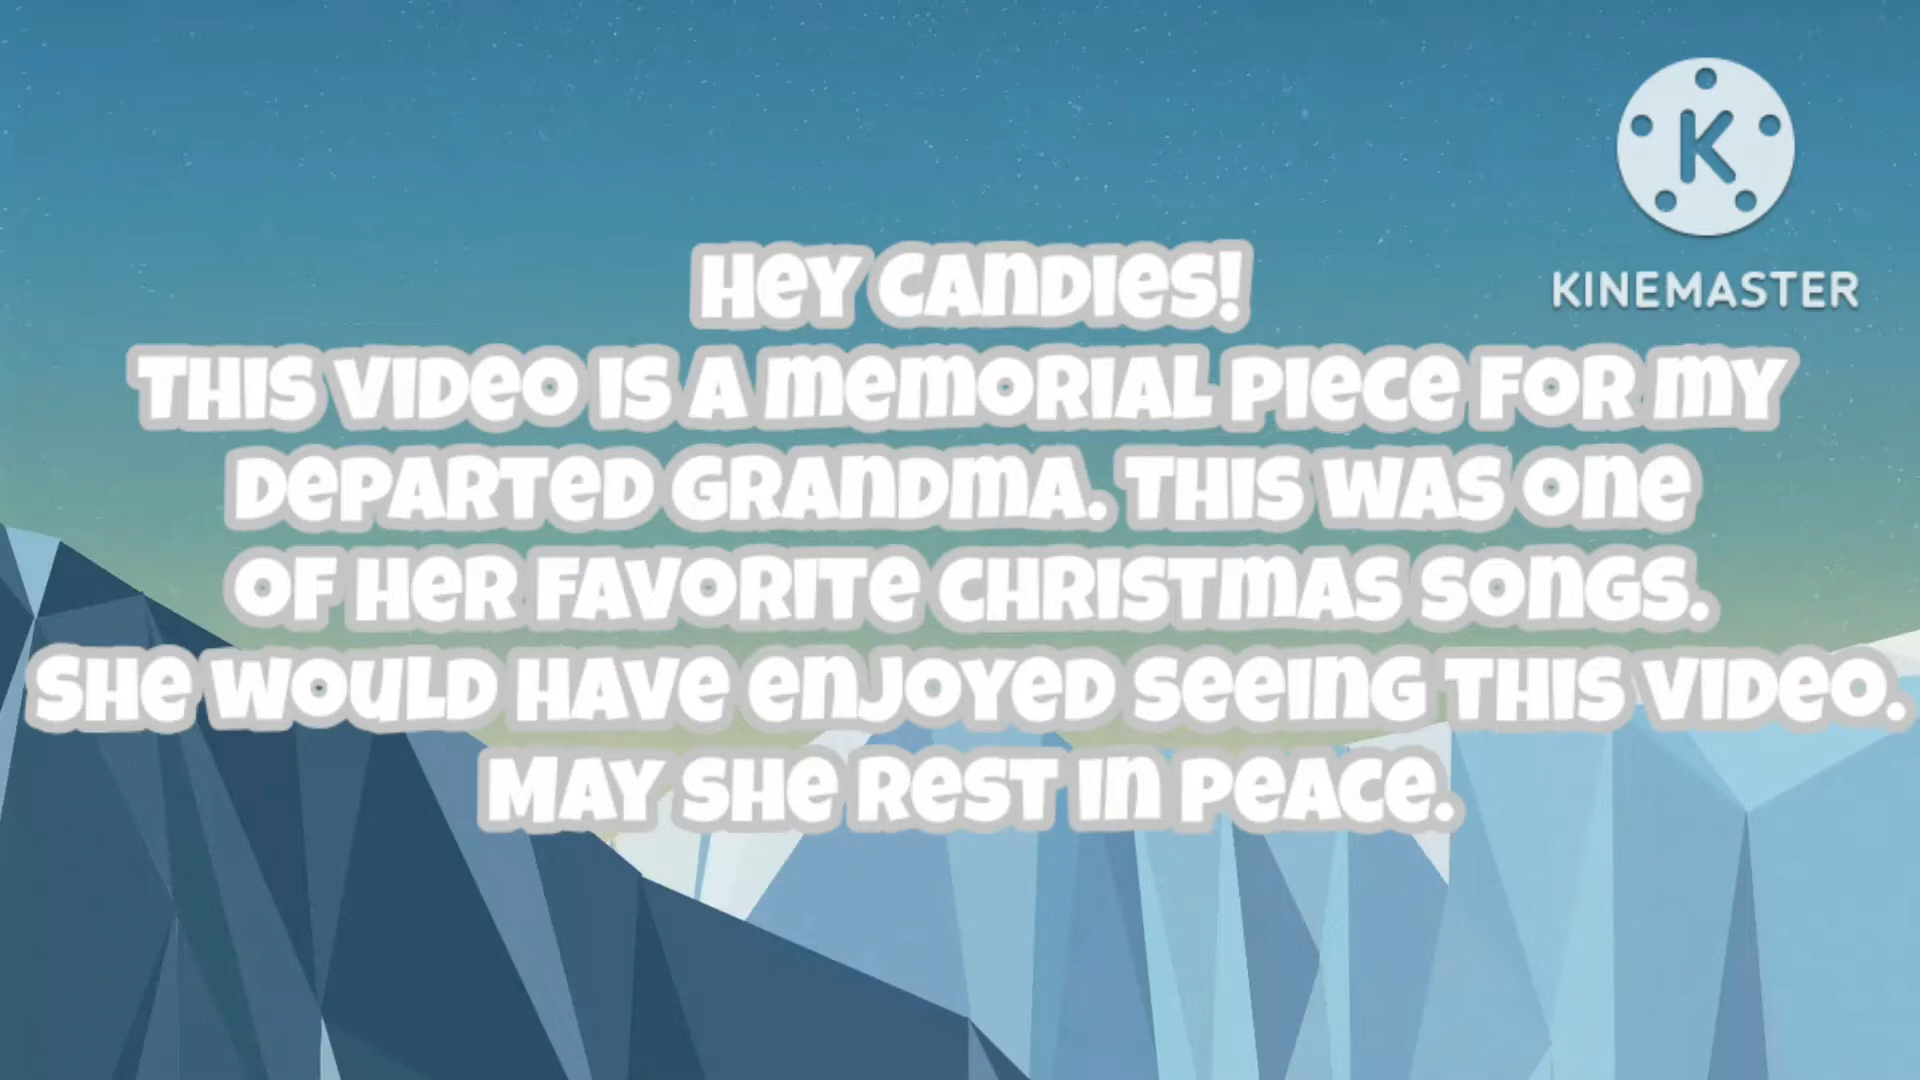 K
KINEMASTER
Hey Candies!
This video is a memorial piece for my
departed grandma. This was one
of her favorite Christmas songs.
She would have enjoyed seeing this video.
May she rest in peace.